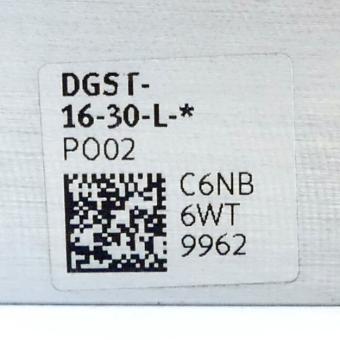 DGST-
16-30-L-*
PO02
C6NB
6WT
9962